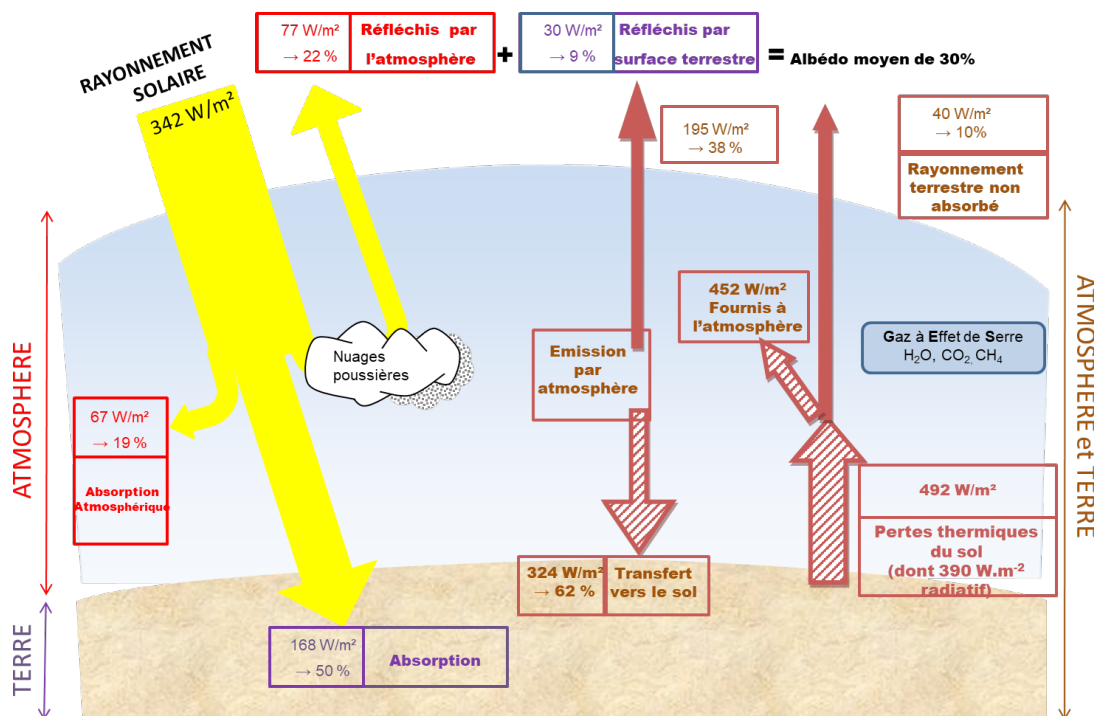 77 W/m²
→ 22 %
Réfléchis par
l'atmosphère
+
30 W/m²
→ 9 %
Réfléchis par
surface terrestre
= Albédo moyen de 30%
RAYONNEMENT
SOLAIRE
342 W/m²
195 W/m²
→ 38 %
40 W/m²
→ 10%
Rayonnement
terrestre non
absorbé
452 W/m²
Fournis à
l'atmosphère
Gaz à Effet de Serre
H₂O, CO₂, CH₄
Nuages
poussières
Emission
par
atmosphère
67 W/m²
→ 19 %
Absorption
Atmosphérique
492 W/m²
Pertes thermiques
du sol
(dont 390 W.m⁻²
radiatif)
324 W/m²
→ 62 %
Transfert
vers le sol
168 W/m²
→ 50 %
Absorption
ATMOSPHERE
TERRE
ATMOSPHERE et TERRE